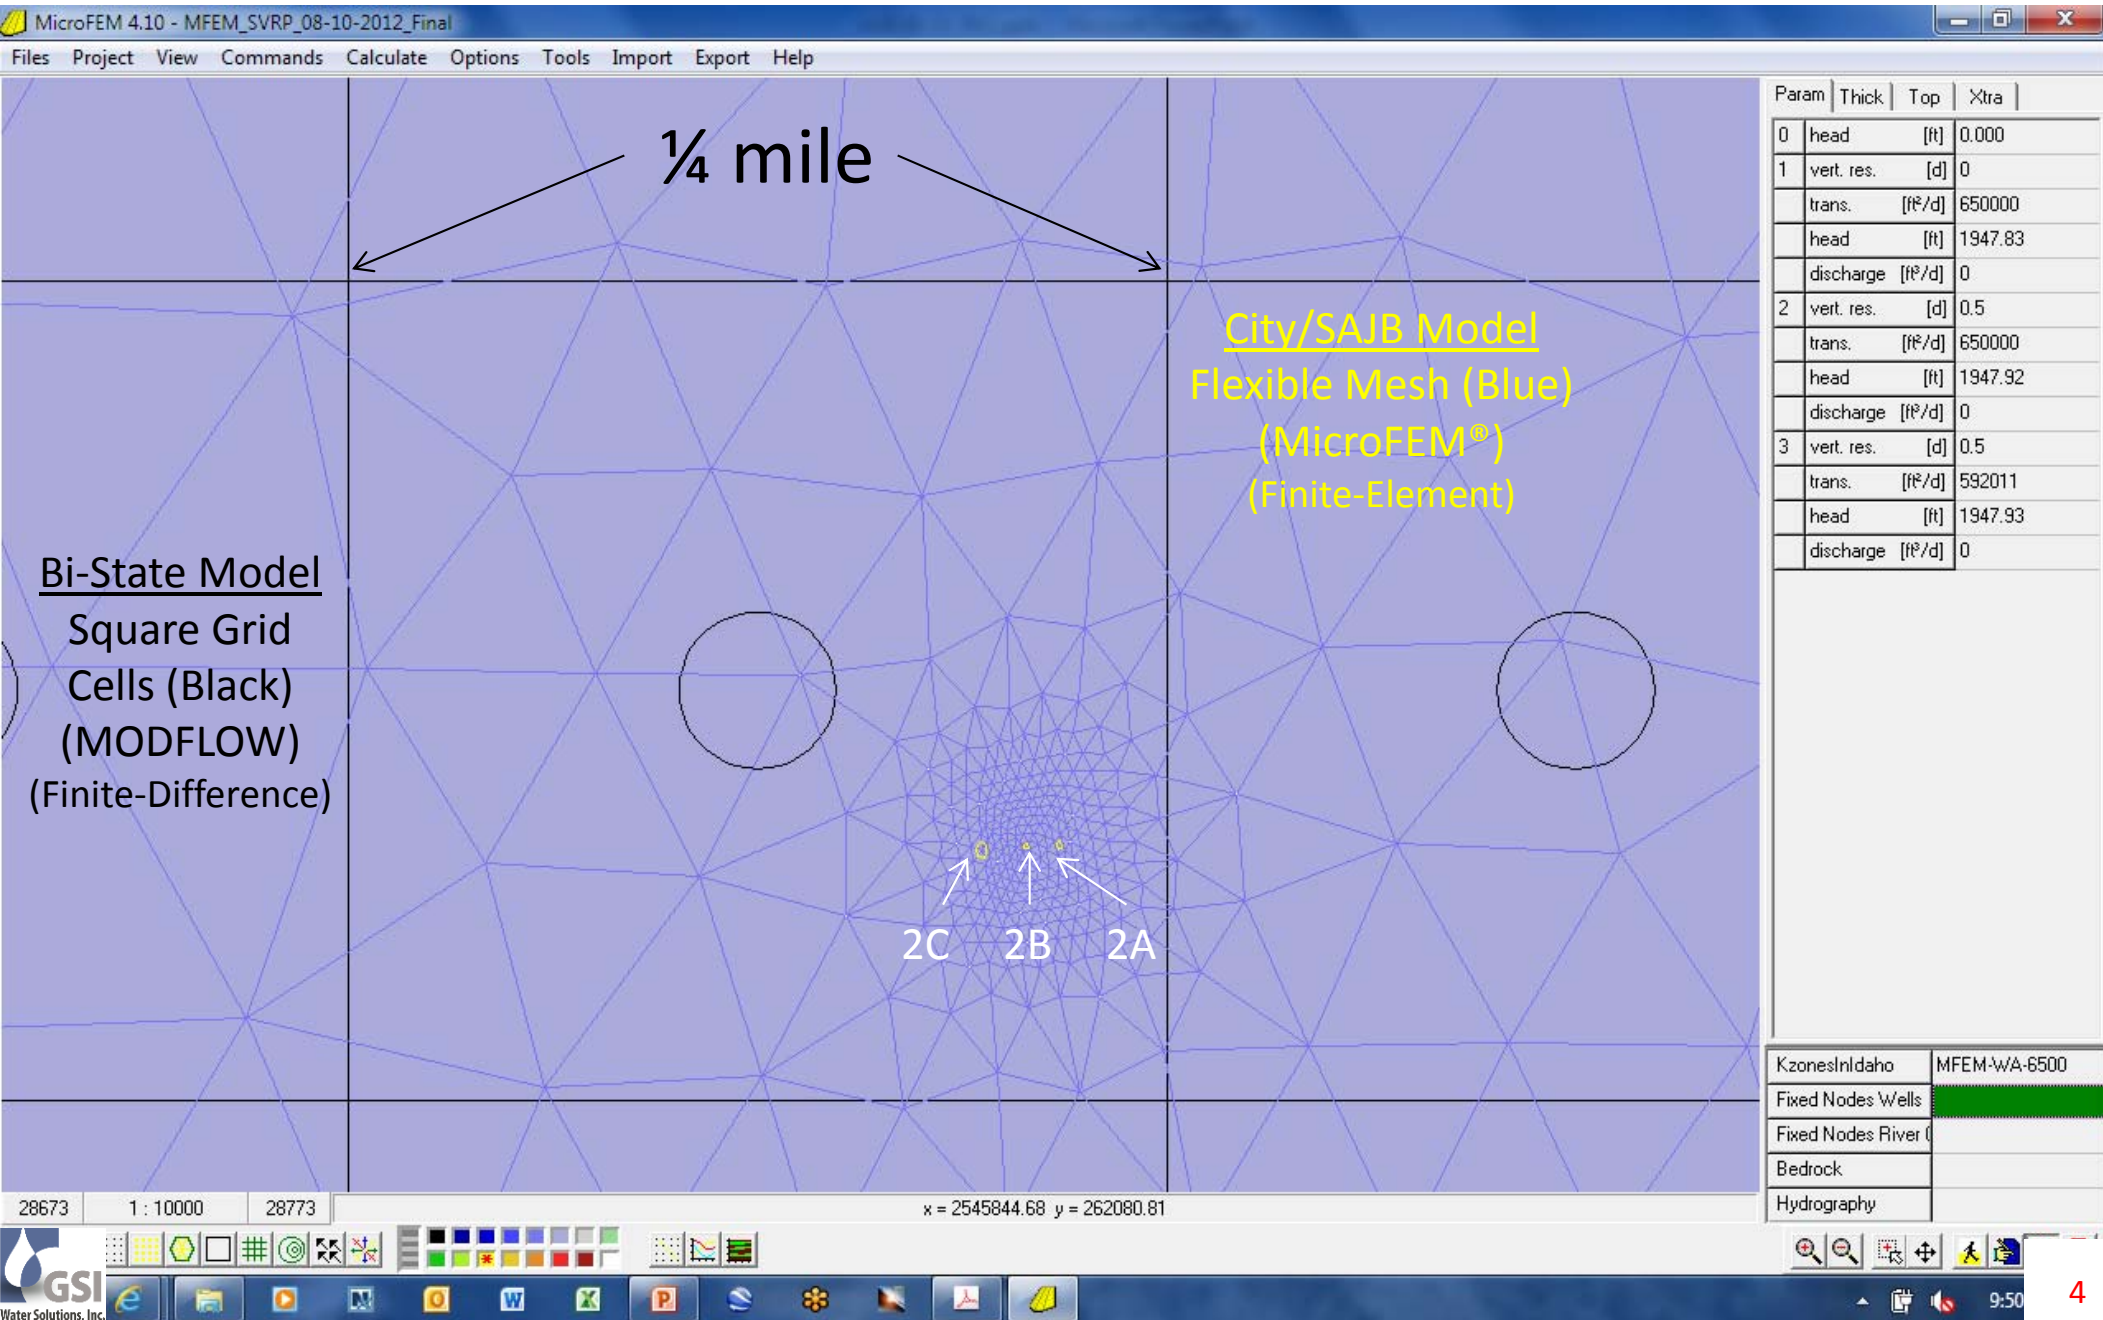 MicroFEM 4.10 - MFEM_SVRP_08-10-2012_Final
Files Project View Commands Calculate Options Tools Import Export Help
¼ mile
City/SAJB Model
Flexible Mesh (Blue)
(MicroFEM®)
(Finite-Element)
Bi-State Model
Square Grid
Cells (Black)
(MODFLOW)
(Finite-Difference)
2C 2B 2A
Param Thick Top Xtra
0 head [ft] 0.000
1 vert. res. [d] 0
trans. [ft²/d] 650000
head [ft] 1947.83
discharge [ft³/d] 0
2 vert. res. [d] 0.5
trans. [ft²/d] 650000
head [ft] 1947.92
discharge [ft³/d] 0
3 vert. res. [d] 0.5
trans. [ft²/d] 592011
head [ft] 1947.93
discharge [ft³/d] 0
KzonesInIdaho MFEM-WA-6500
Fixed Nodes Wells
Fixed Nodes River (
Bedrock
Hydrography
28673 1 : 10000 28773 x = 2545844.68 y = 262080.81
GSI
Water Solutions, Inc.
9:50
4